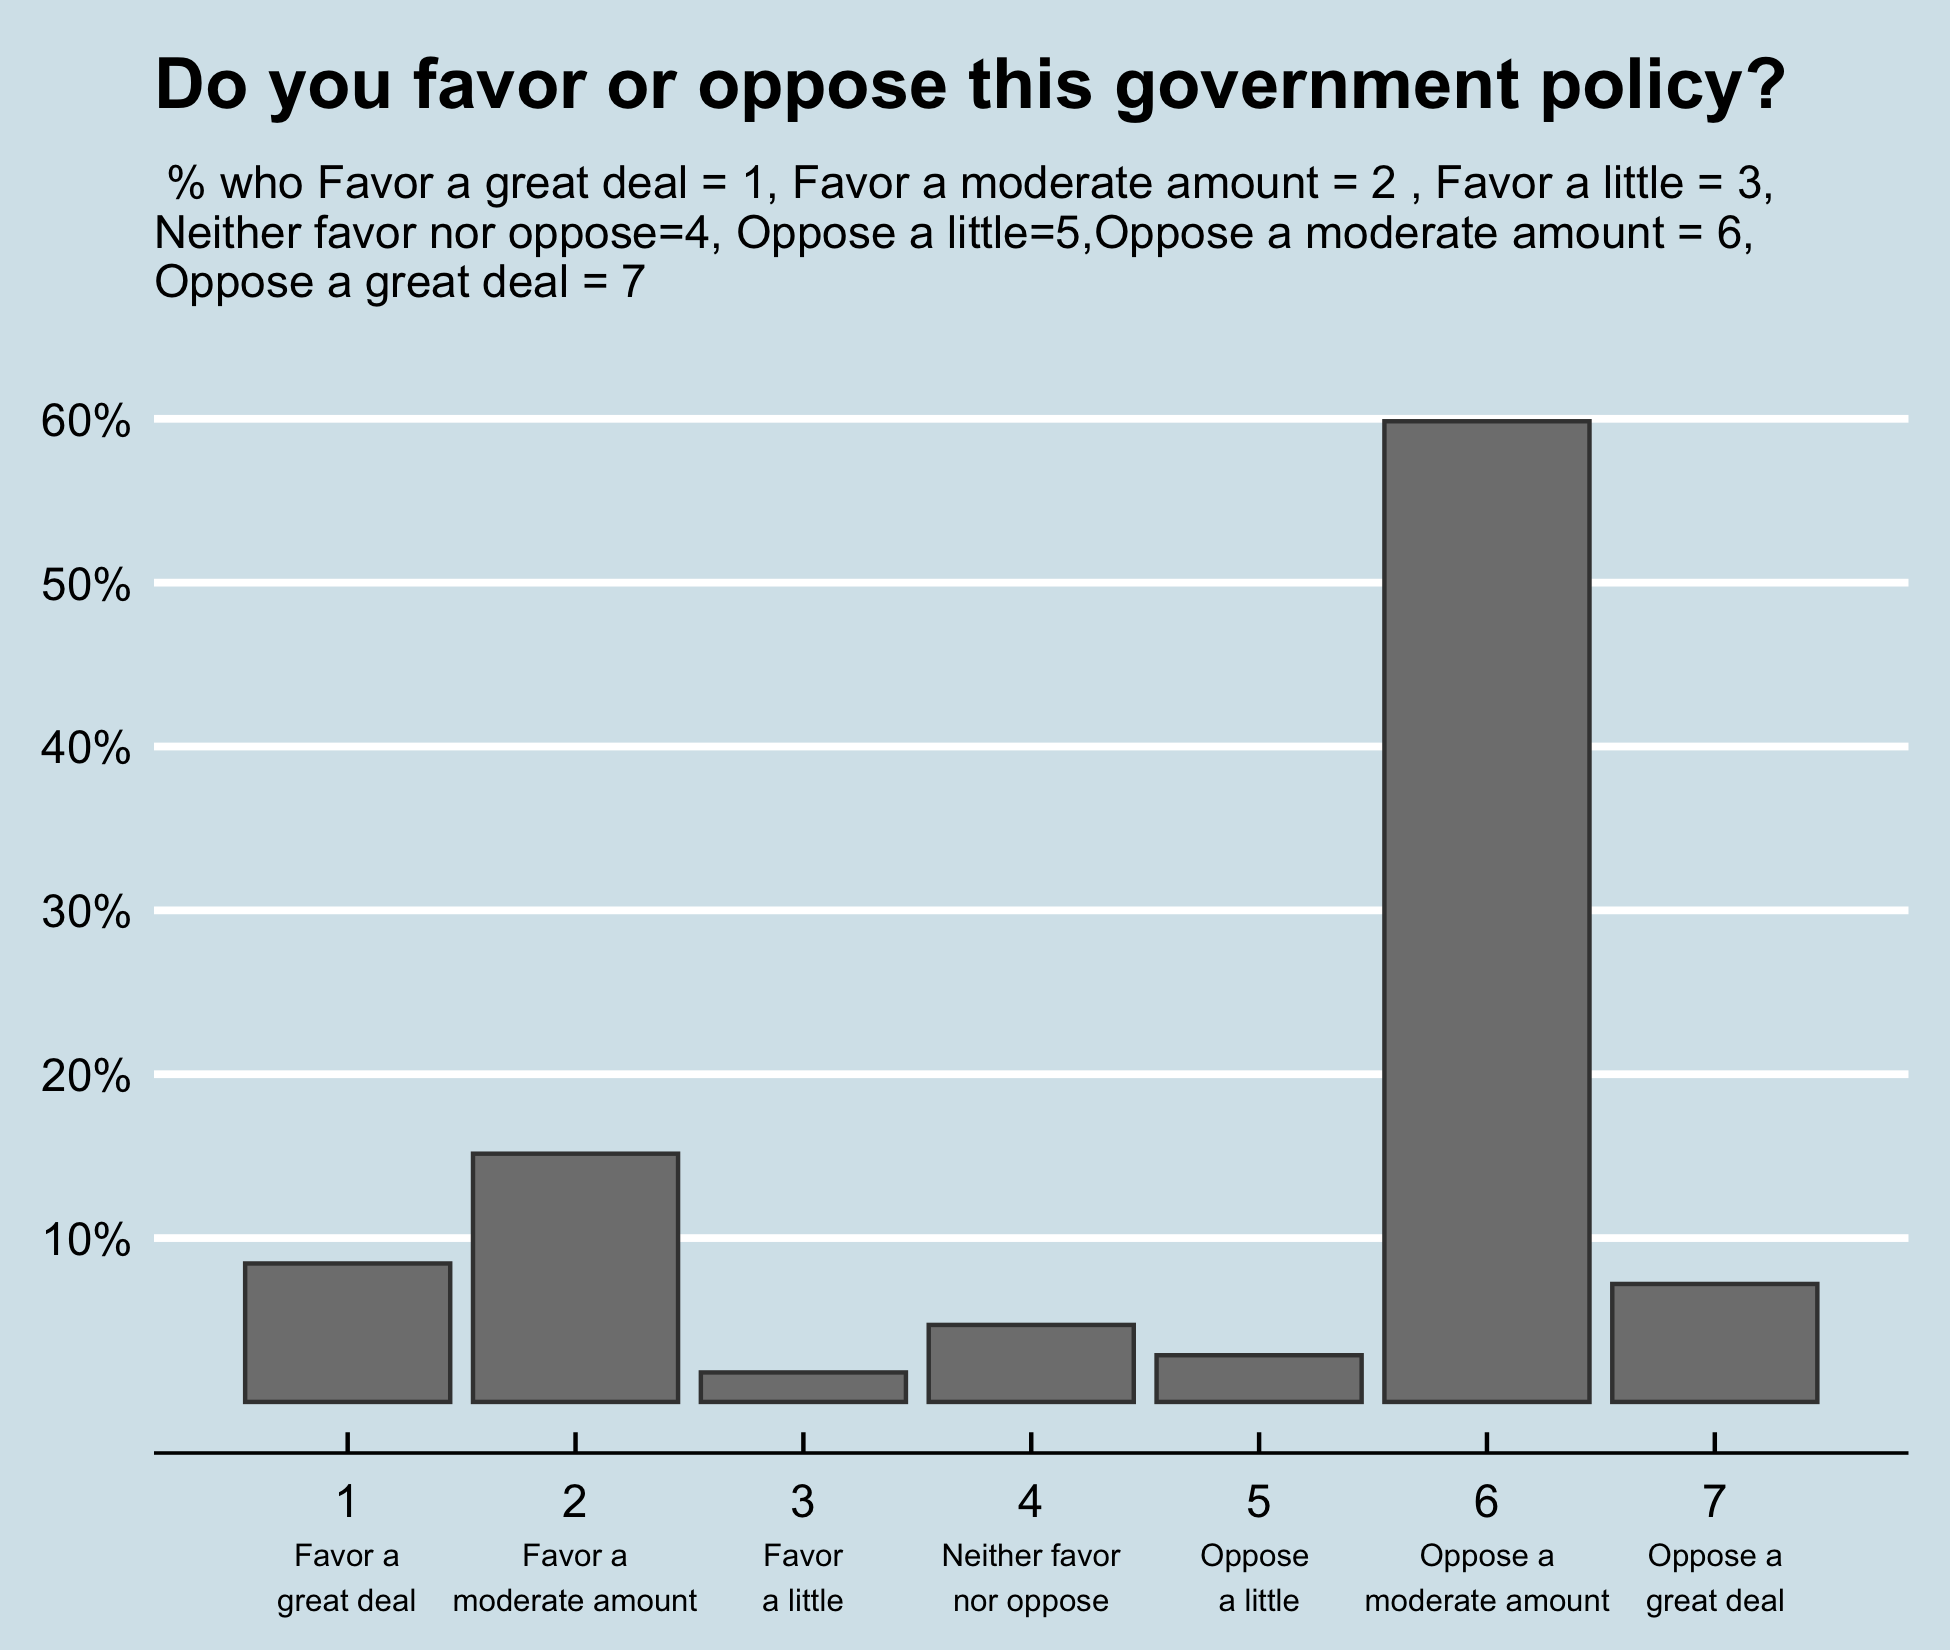 Do you favor or oppose this government policy?
% who Favor a great deal = 1, Favor a moderate amount = 2 , Favor a little = 3,
Neither favor nor oppose=4, Oppose a little=5,Oppose a moderate amount = 6,
Oppose a great deal = 7
60%
50%
40%
30%
20%
10%
1 2 3 4 5 6 7
Favor a Favor a Favor Neither favor Oppose Oppose a Oppose a
great deal moderate amount a little nor oppose a little moderate amount great deal